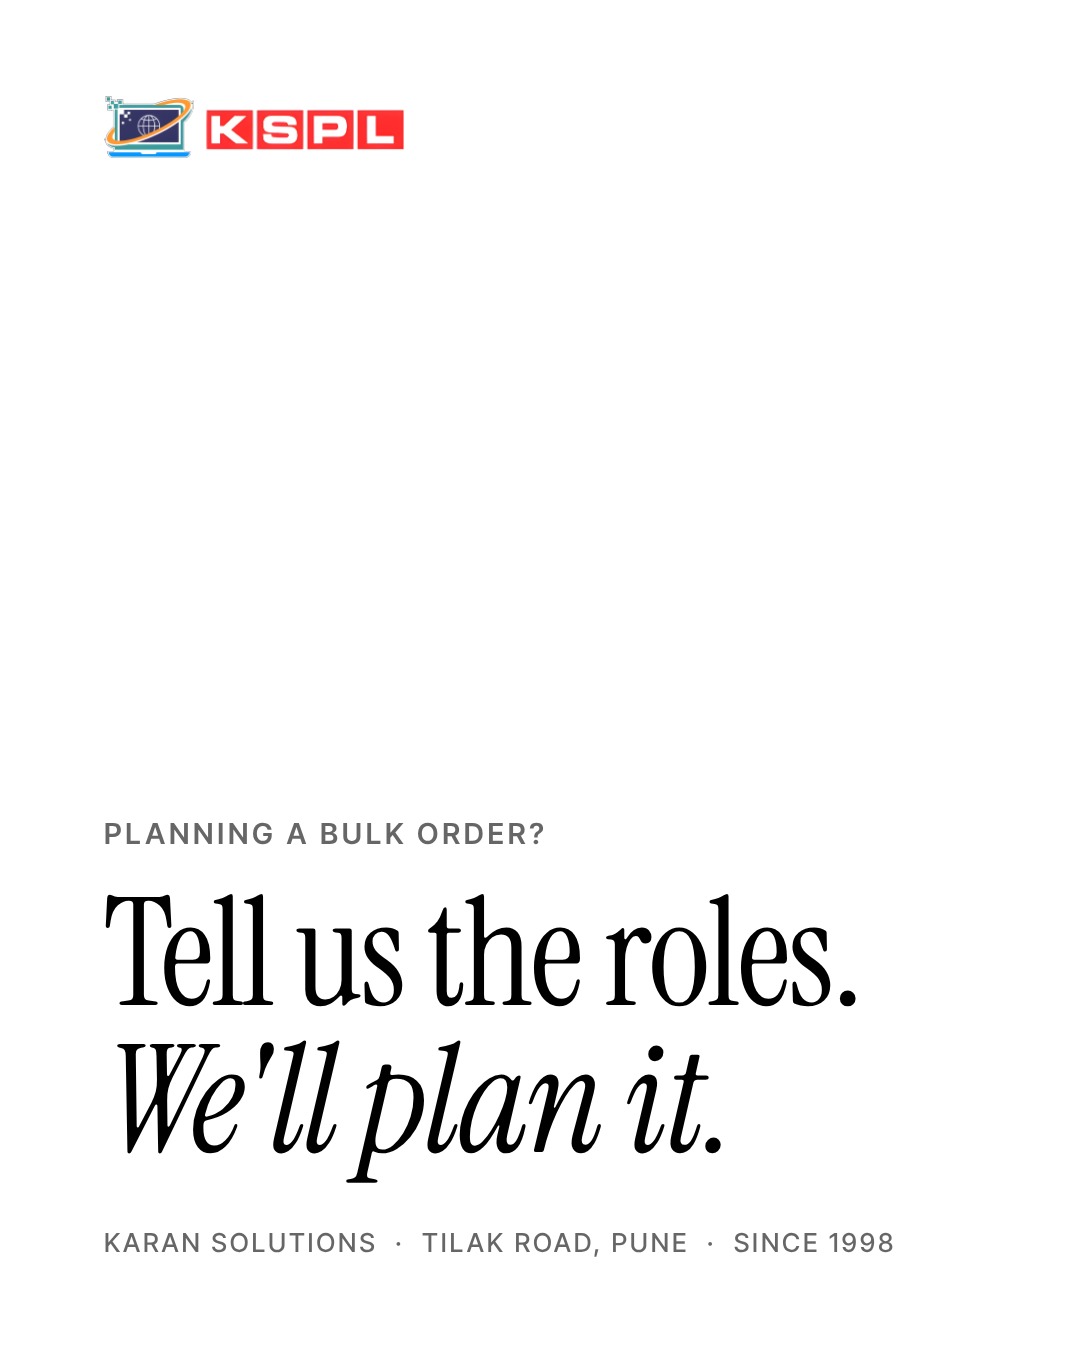 KSPL
PLANNING A BULK ORDER?
Tell us the roles.
We'll plan it.
KARAN SOLUTIONS · TILAK ROAD, PUNE · SINCE 1998